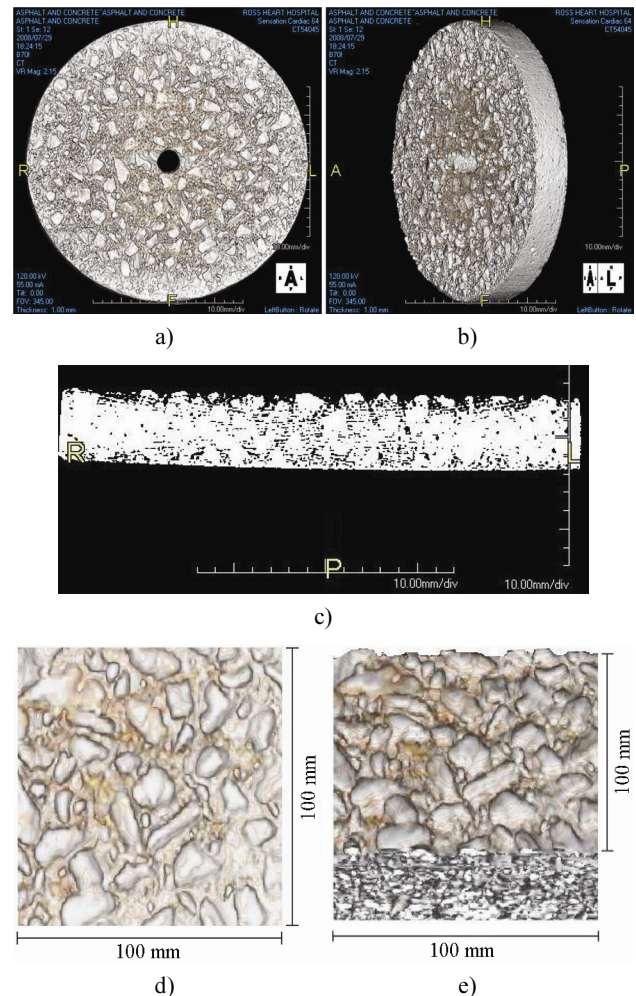 ASPHALT AND CONCRETE^ASPHALT AND CONCRETE
ASPHALT AND CONCRETE
St: 1 Se: 12
2008/07/29
18:24:15
B70f
CT
VR Mag: 2.15
H
ROSS HEART HOSPITAL
Sensation Cardiac 64
CT54045
R
L
10.00mm/div
120.00 kV
55.00 mA
Tilt: 0.00
FOV: 345.00
Thickness: 1.00 mm
F
10.00mm/div
A
LeftButton : Rotate
a)
ASPHALT AND CONCRETE^ASPHALT AND CONCRETE
ASPHALT AND CONCRETE
St: 1 Se: 12
2008/07/29
18:24:15
B70f
CT
VR Mag: 2.15
H
ROSS HEART HOSPITAL
Sensation Cardiac 64
CT54045
A
P
10.00mm/div
120.00 kV
55.00 mA
Tilt: 0.00
FOV: 345.00
Thickness: 1.00 mm
F
10.00mm/div
A L
LeftButton : Rotate
b)
R
L
P
10.00mm/div
10.00mm/div
c)
100 mm
100 mm
d)
100 mm
100 mm
e)